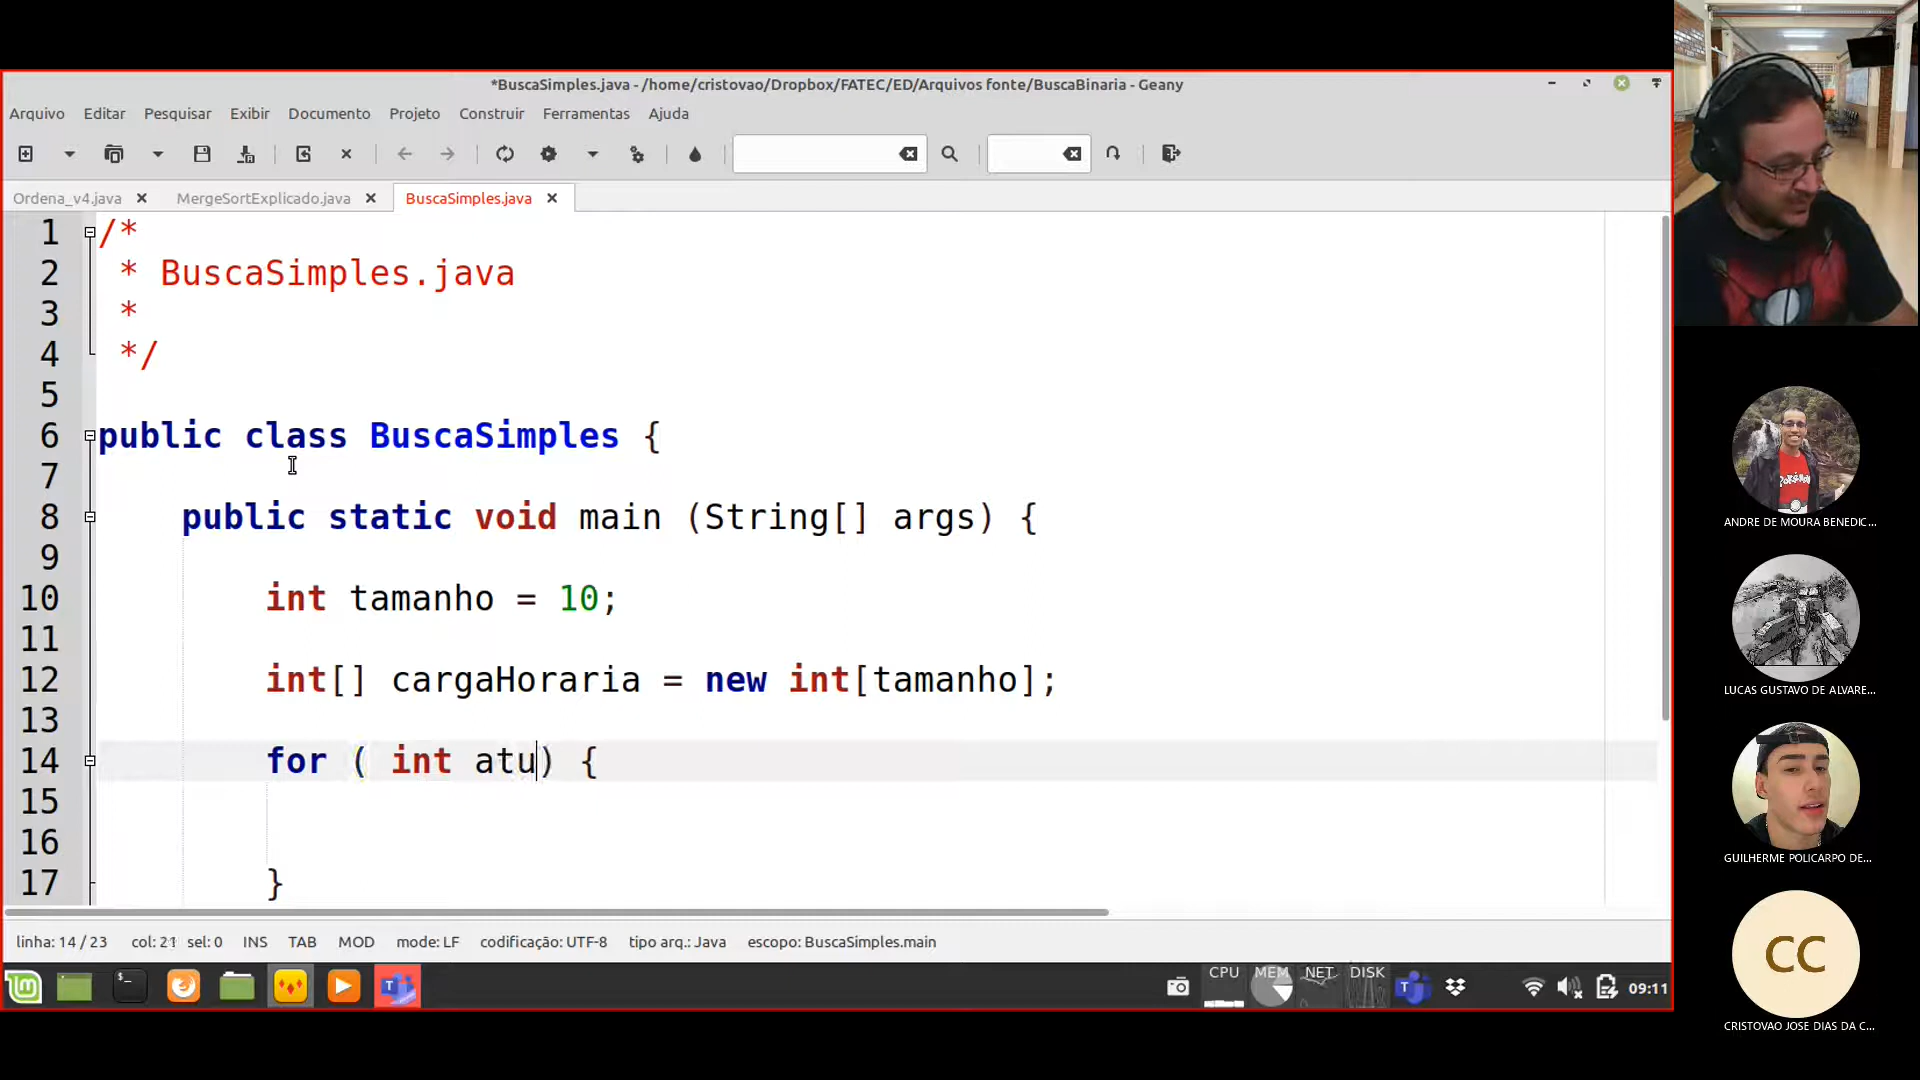 *BuscaSimples.java - /home/cristovao/Dropbox/FATEC/ED/Arquivos fonte/BuscaBinaria - Geany
Arquivo Editar Pesquisar Exibir Documento Projeto Construir Ferramentas Ajuda
Ordena_v4.java MergeSortExplicado.java BuscaSimples.java
1 /*
2 * BuscaSimples.java
3 *
4 */
5
6 public class BuscaSimples {
7
8 public static void main (String[] args) {
9
10 int tamanho = 10;
11
12 int[] cargaHoraria = new int[tamanho];
13
14 for ( int atu) {
15
16
17 }
linha: 14 / 23 col: 21 sel: 0 INS TAB MOD mode: LF codificação: UTF-8 tipo arq.: Java escopo: BuscaSimples.main
CPU MEM NET DISK
09:11
ANDRE DE MOURA BENEDIC...
LUCAS GUSTAVO DE ALVARE...
GUILHERME POLICARPO DE...
CC
CRISTOVAO JOSE DIAS DA C...